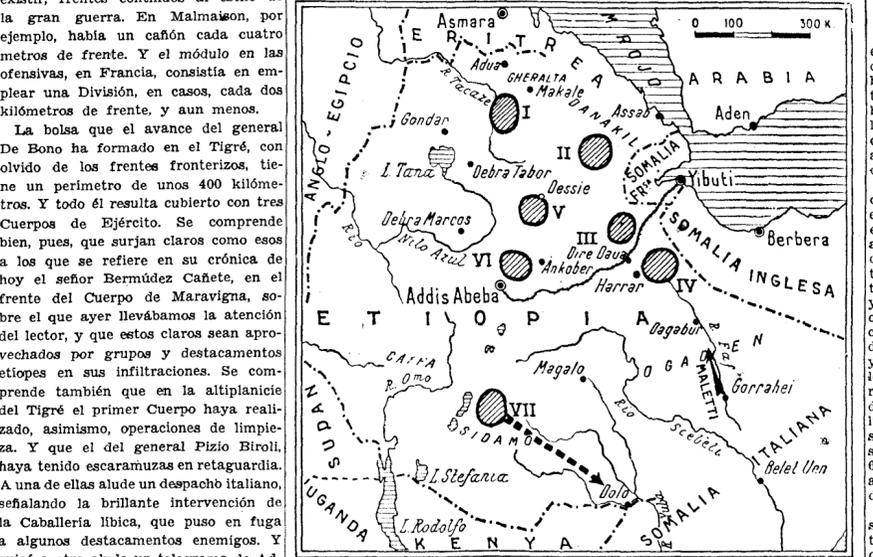 la gran guerra. En Malmaison, por
ejemplo, había un cañón cada cuatro
metros de frente. Y el módulo en las
ofensivas, en Francia, consistía en em-
plear una División, en casos, cada dos
kilómetros de frente, y aun menos.
La bolsa que el avance del general
De Bono ha formado en el Tigré, con
olvido de los frentes fronterizos, tie-
ne un perímetro de unos 400 kilóme-
tros. Y todo él resulta cubierto con tres
Cuerpos de Ejército. Se comprende
bien, pues, que surjan claros como esos
a los que se refiere en su crónica de
hoy el señor Bermúdez Cañete, en el
frente del Cuerpo de Maravigna, so-
bre el que ayer llevábamos la atención
del lector, y que estos claros sean apro-
vechados por grupos y destacamentos
etíopes en sus infiltraciones. Se com-
prende también que en la altiplanicie
del Tigré el primer Cuerpo haya reali-
zado, asimismo, operaciones de limpie-
za. Y que el del general Pizio Biroli,
haya tenido escaramuzas en retaguardia.
A una de ellas alude un despacho italiano,
señalando la brillante intervención de
la Caballería líbica, que puso en fuga
a algunos destacamentos enemigos. Y
Asmara
ERITREA
M. ROJO
0 100 300 K.
ARABIA
Adua
GHERALTA
Makale
R. Tacaze
DANAKIL
Assab
Aden
ANGLO-EGIPCIO
Gondar
I
II
SOMALIA FRSA
I. Tana
Debra Tabor
Dessie
Yibuti
V
Debra Marcos
Río Nilo Azul
III
Dire Daua
SOMALIA INGLESA
Berbera
VI
Ankober
Harrar
IV
Addis Abeba
ETIOPIA
Dagabur
R. Faf
OGADEN
CAFFA
R. Omo
Magalo
MALETTI
Gorrahei
VII
SIDAMO
Río Scebeli
SUDAN
ITALIANA
Belet Uen
I. Stefania
Dolo
SOMALIA
UGANDA
I. Rodolfo
KENYA